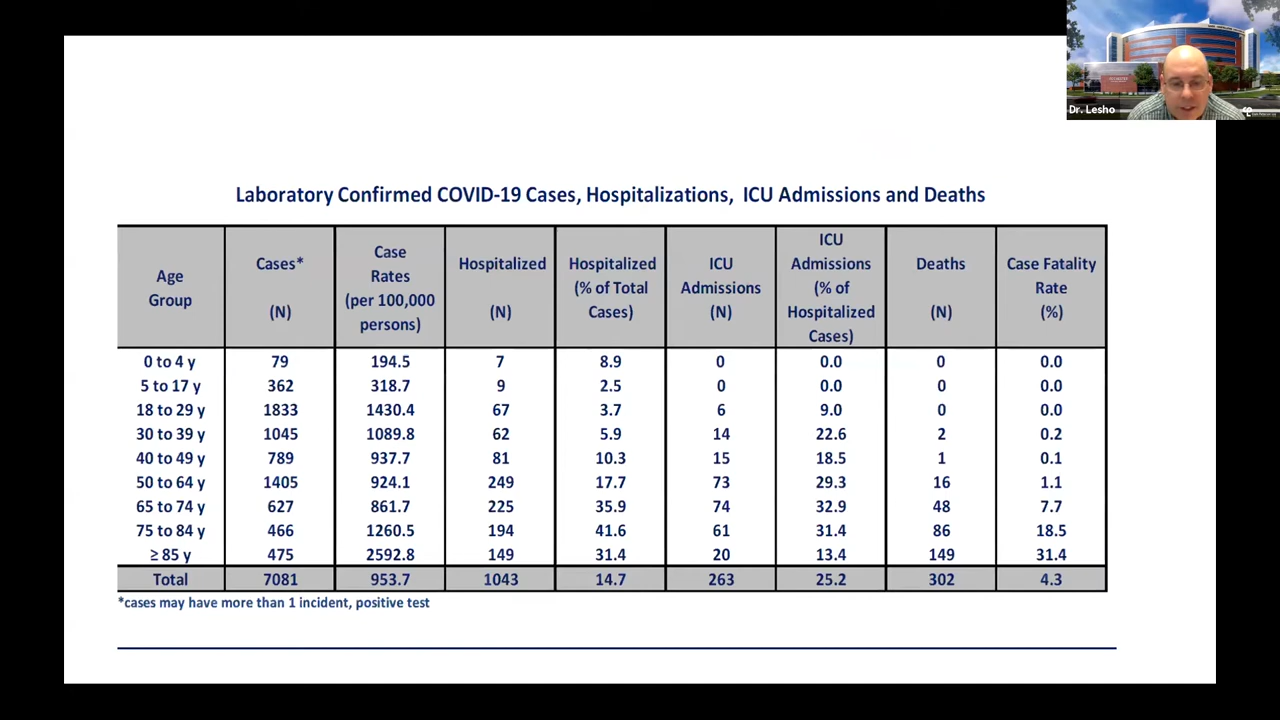 Dr. Lesho
Laboratory Confirmed COVID-19 Cases, Hospitalizations, ICU Admissions and Deaths
Age Group | Cases* (N) | Case Rates (per 100,000 persons) | Hospitalized (N) | Hospitalized (% of Total Cases) | ICU Admissions (N) | ICU Admissions (% of Hospitalized Cases) | Deaths (N) | Case Fatality Rate (%)
0 to 4 y 79 194.5 7 8.9 0 0.0 0 0.0
5 to 17 y 362 318.7 9 2.5 0 0.0 0 0.0
18 to 29 y 1833 1430.4 67 3.7 6 9.0 0 0.0
30 to 39 y 1045 1089.8 62 5.9 14 22.6 2 0.2
40 to 49 y 789 937.7 81 10.3 15 18.5 1 0.1
50 to 64 y 1405 924.1 249 17.7 73 29.3 16 1.1
65 to 74 y 627 861.7 225 35.9 74 32.9 48 7.7
75 to 84 y 466 1260.5 194 41.6 61 31.4 86 18.5
≥ 85 y 475 2592.8 149 31.4 20 13.4 149 31.4
Total 7081 953.7 1043 14.7 263 25.2 302 4.3
*cases may have more than 1 incident, positive test